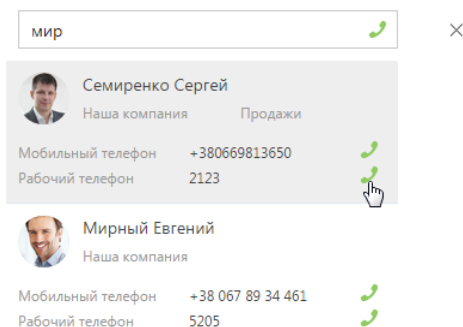 мир
Семиренко Сергей
Наша компания Продажи
Мобильный телефон +380669813650
Рабочий телефон 2123
Мирный Евгений
Наша компания
Мобильный телефон +38 067 89 34 461
Рабочий телефон 5205